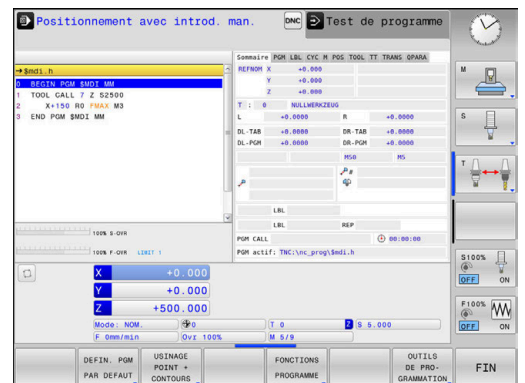 Positionnement avec introd. man.
DNC
Test de programme
→$mdi.h
0 BEGIN PGM $MDI MM
1 TOOL CALL 7 Z S2500
2 X+150 R0 FMAX M3
3 END PGM $MDI MM
100% S-OVR
100% F-OVR LIMIT 1
Sommaire PGM LBL CYC M POS TOOL TT TRANS QPARA
REFNOM X +0.000
Y +0.000
Z +0.000
T : 0 NULLWERKZEUG
L +0.0000 R +0.0000
DL-TAB +0.0000 DR-TAB +0.0000
DL-PGM +0.0000 DR-PGM +0.0000
M50 M5
P#
LBL
LBL REP
PGM CALL 00:00:00
PGM actif: TNC:\nc_prog\$mdi.h
X +0.000
Y +0.000
Z +500.000
Mode: NOM. 0 T 0 Z S 5.000
F 0mm/min Ovr 100% M 5/9
M
S
T
S100%
OFF ON
F100%
OFF ON
DEFIN. PGM
PAR DEFAUT
USINAGE
POINT +
CONTOURS
FONCTIONS
PROGRAMME
OUTILS
DE PRO-
GRAMMATION
FIN